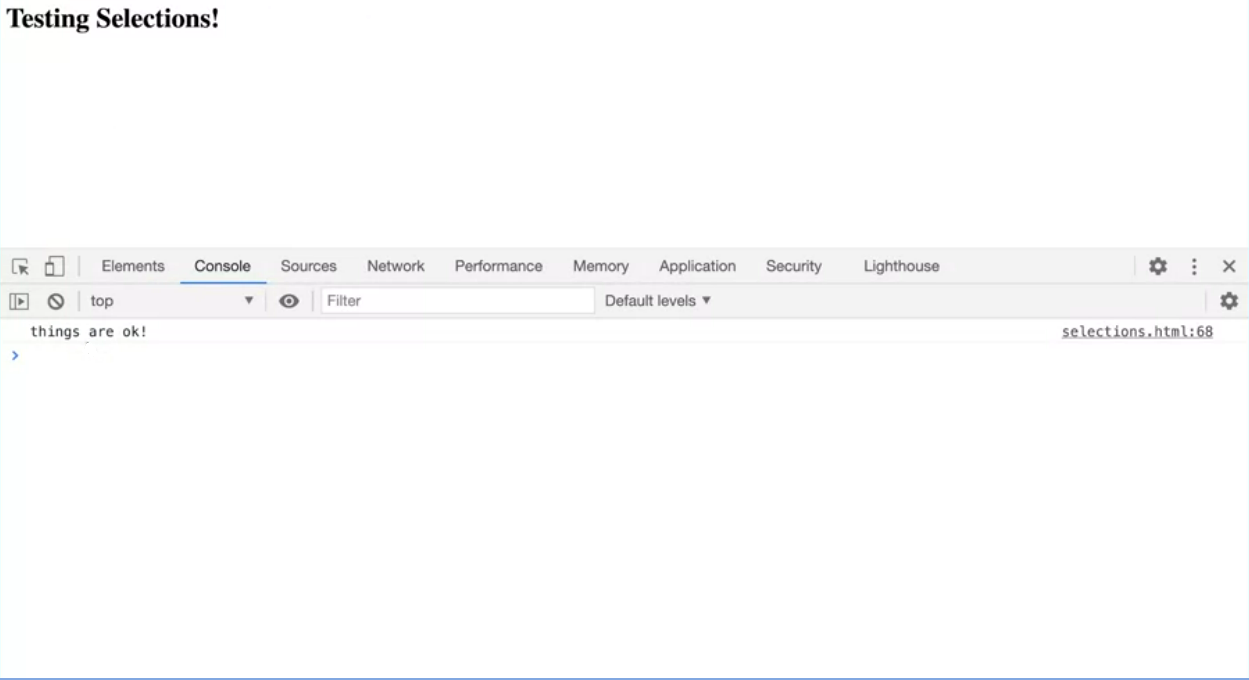 Testing Selections!
Elements Console Sources Network Performance Memory Application Security Lighthouse
top Filter Default levels
things are ok! selections.html:68